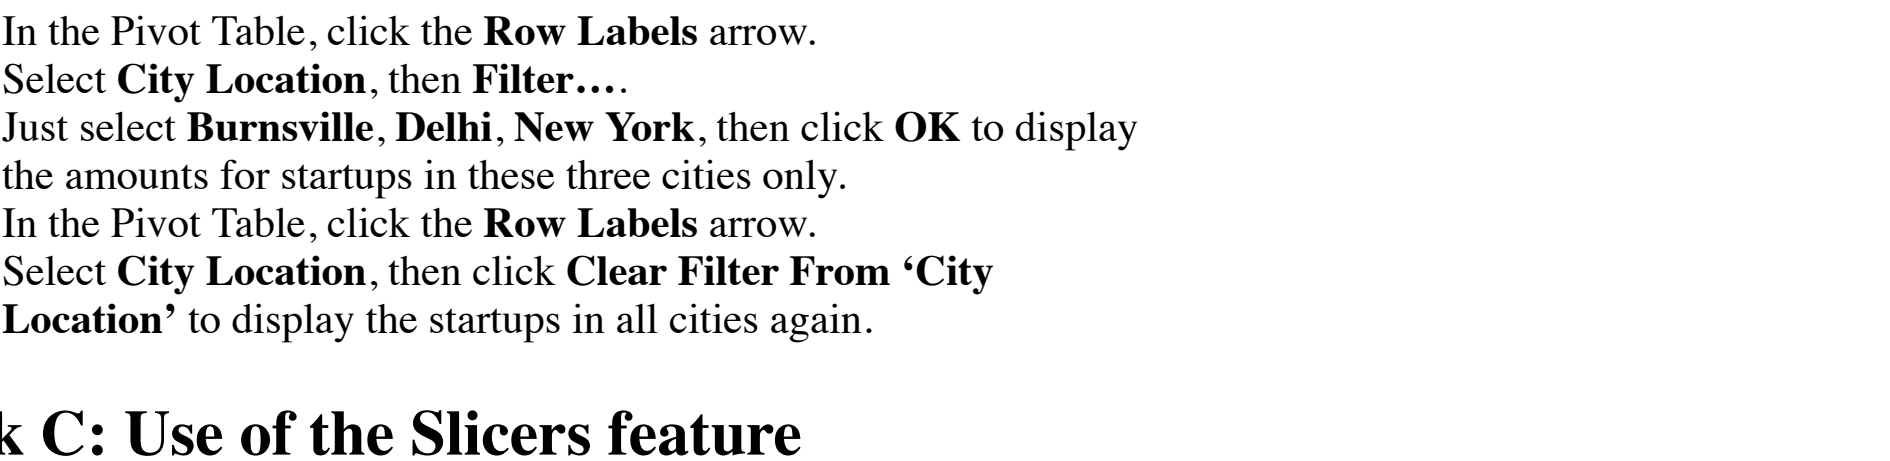 In the Pivot Table, click the Row Labels arrow.
Select City Location, then Filter….
Just select Burnsville, Delhi, New York, then click OK to display
the amounts for startups in these three cities only.
In the Pivot Table, click the Row Labels arrow.
Select City Location, then click Clear Filter From ‘City
Location’ to display the startups in all cities again.
k C: Use of the Slicers feature